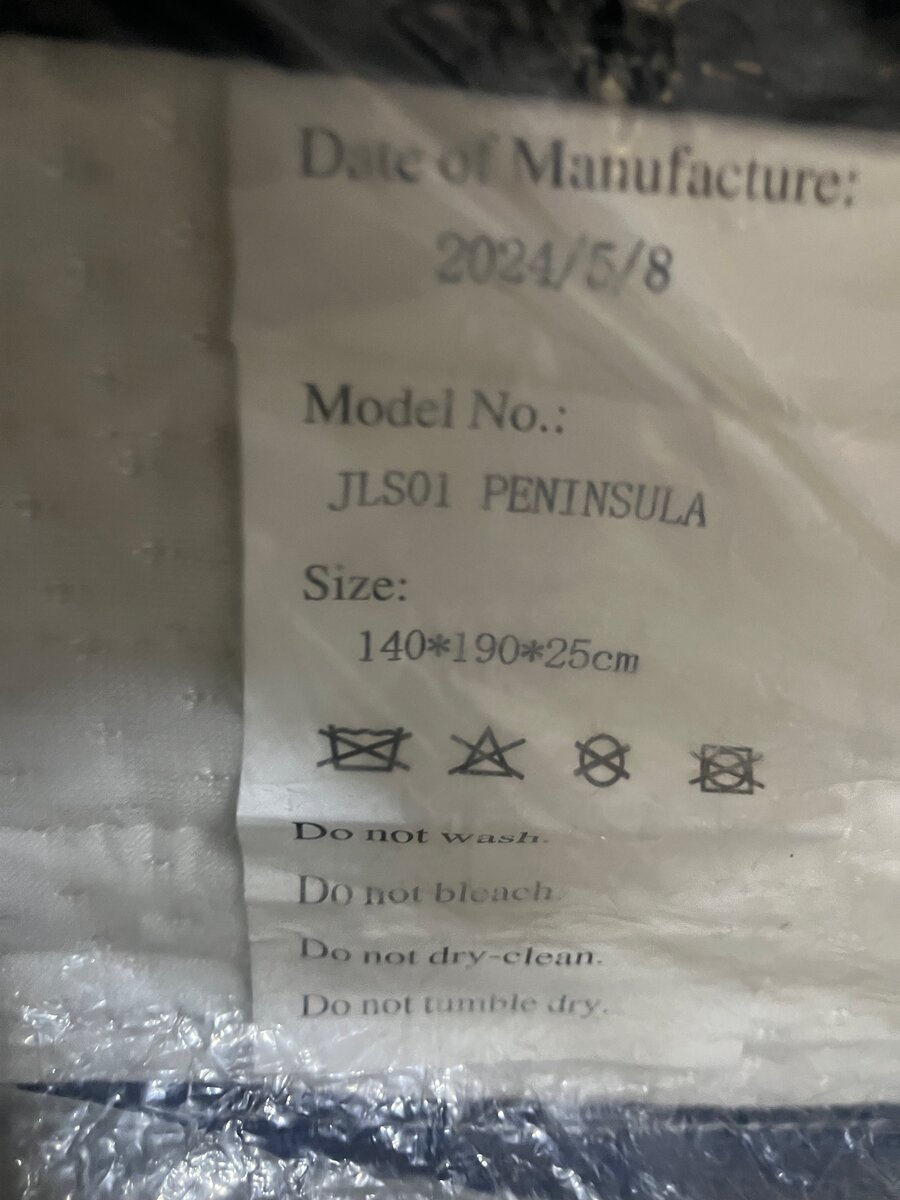 Date of Manufacture:
2024/5/8
Model No.:
JLS01 PENINSULA
Size:
140*190*25cm
Do not wash.
Do not bleach.
Do not dry-clean.
Do not tumble dry.